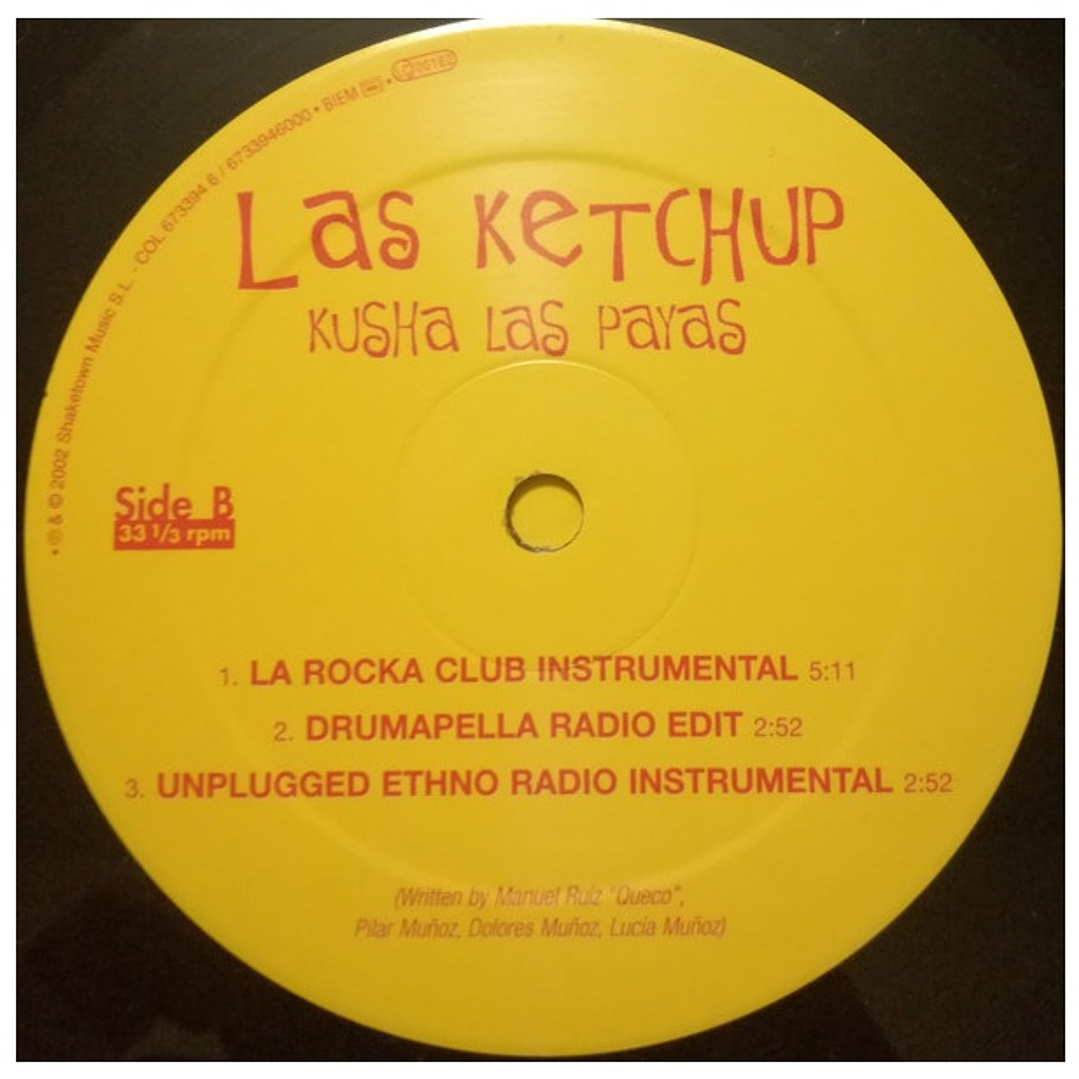 • ℗ & © 2002 Shaketown Music S.L. - COL 673394 6 / 6733946000 • BIEM • LC 00162
Las KeTCHUP
KUSHa Las PaYaS
Side B
33 1/3 rpm
1. LA ROCKA CLUB INSTRUMENTAL 5:11
2. DRUMAPELLA RADIO EDIT 2:52
3. UNPLUGGED ETHNO RADIO INSTRUMENTAL 2:52
(Written by Manuel Ruiz "Queco",
Pilar Muñoz, Dolores Muñoz, Lucía Muñoz)